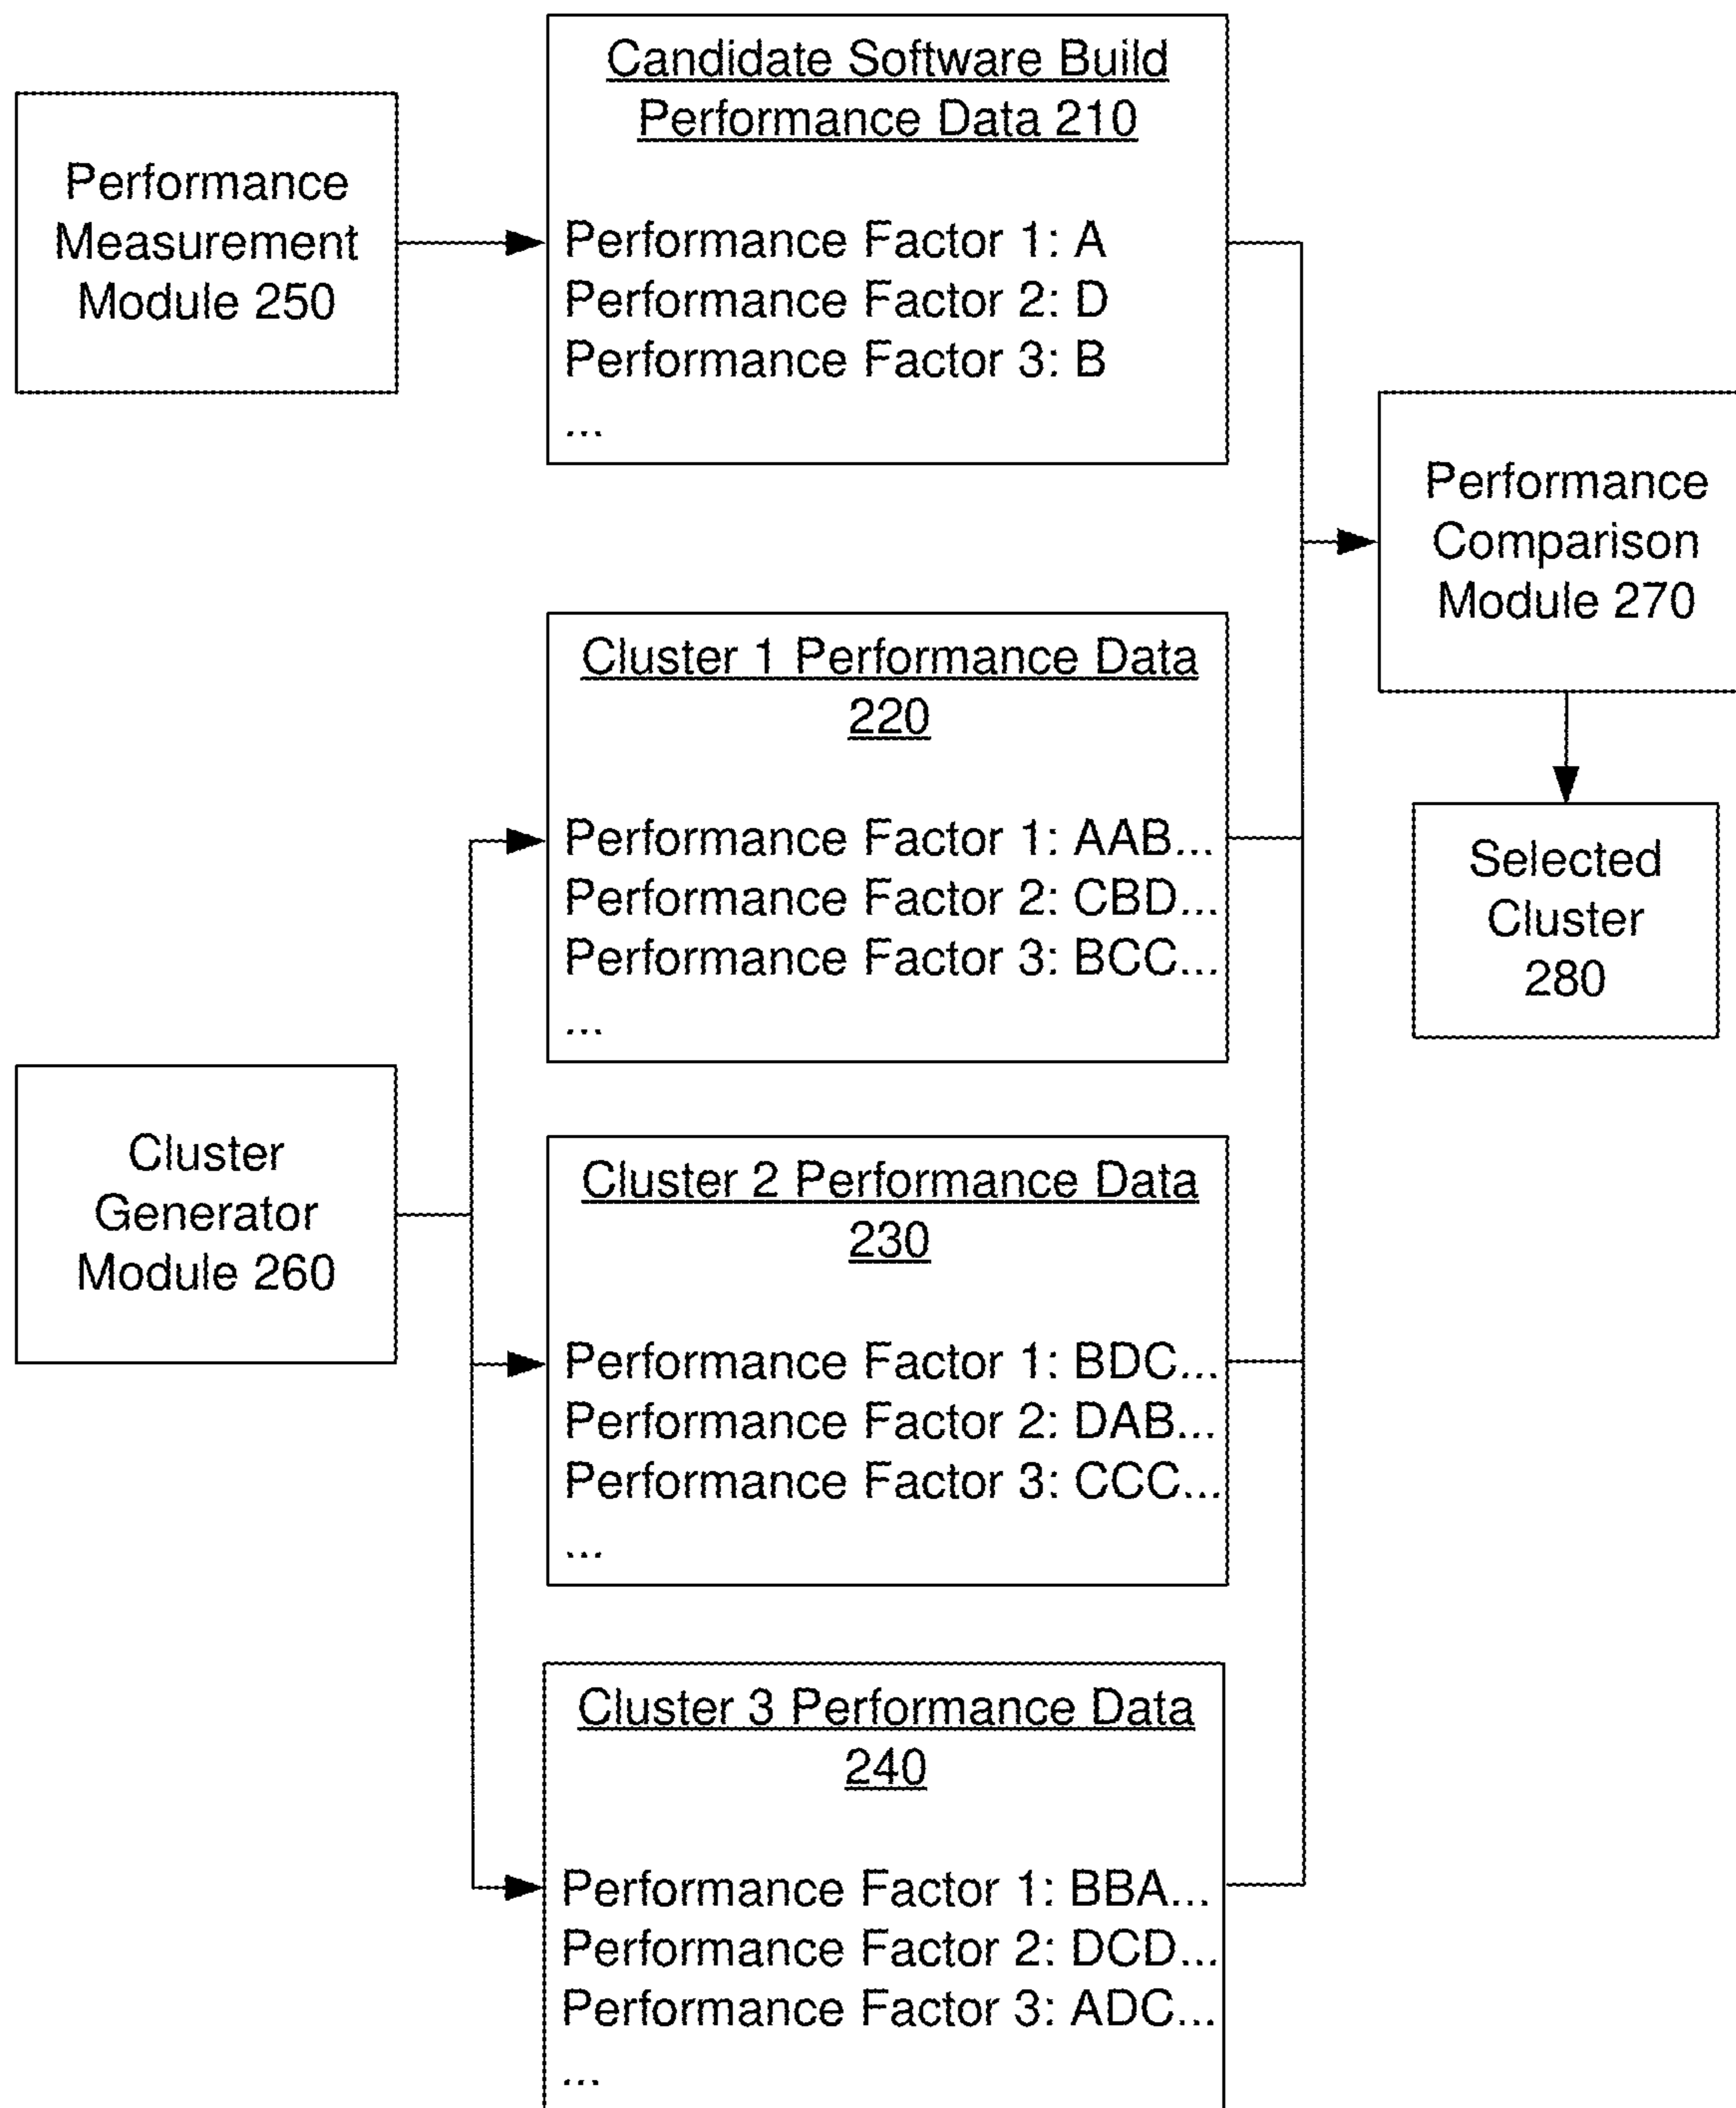 Candidate Software Build
Performance Data 210
Performance Factor 1: A
Performance Factor 2: D
Performance Factor 3: B
...
Performance
Measurement
Module 250
Performance
Comparison
Module 270
Cluster 1 Performance Data
220
Performance Factor 1: AAB...
Performance Factor 2: CBD...
Performance Factor 3: BCC...
...
Selected
Cluster
280
Cluster
Generator
Module 260
Cluster 2 Performance Data
230
Performance Factor 1: BDC...
Performance Factor 2: DAB...
Performance Factor 3: CCC...
...
Cluster 3 Performance Data
240
Performance Factor 1: BBA...
Performance Factor 2: DCD...
Performance Factor 3: ADC...
...